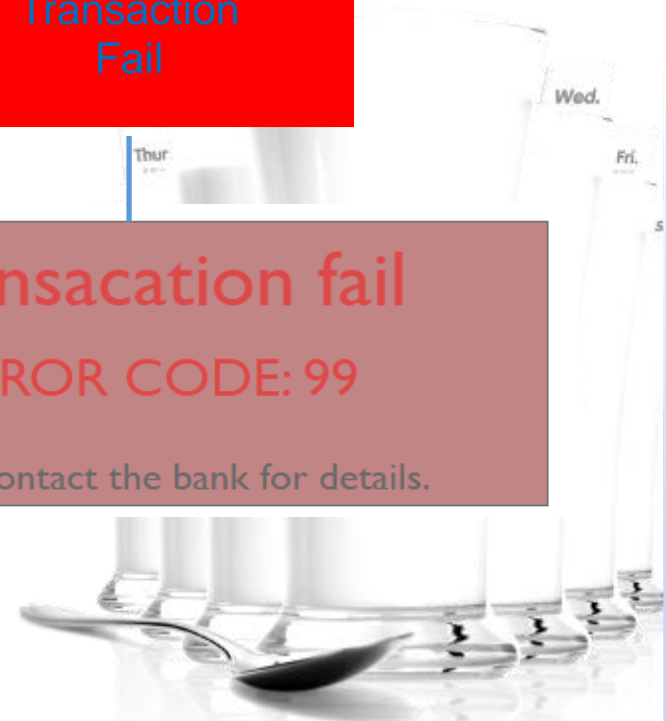 Transaction
Fail
Wed.
Thur
Fri.
nsacation fail
ROR CODE: 99
ontact the bank for details.